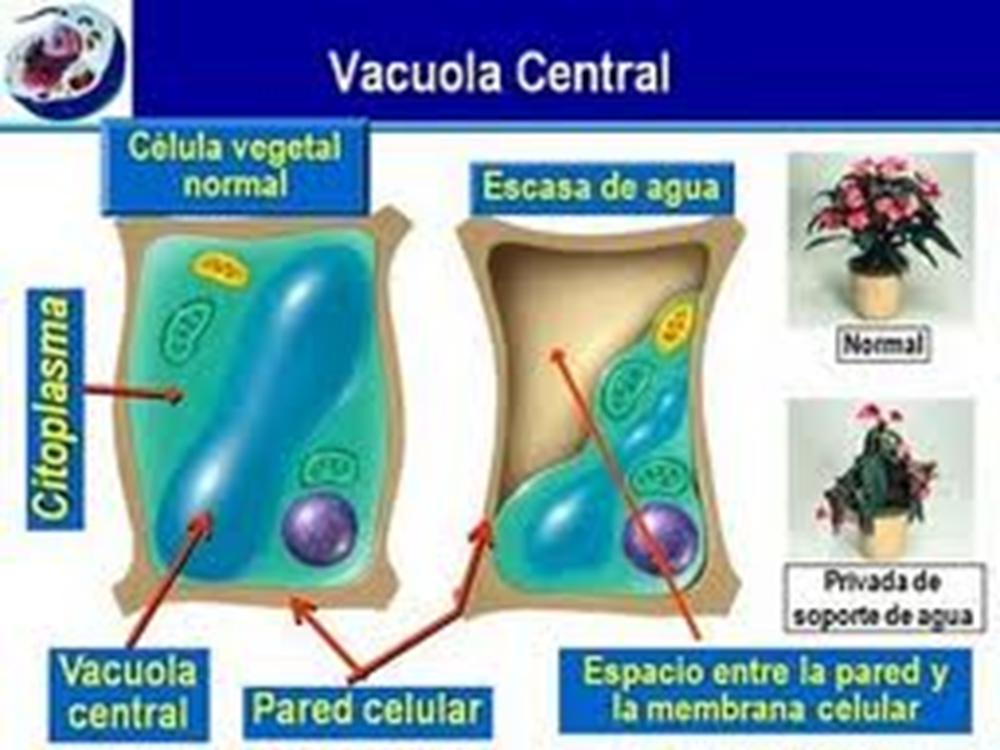 Vacuola Central
Célula vegetal
normal
Escasa de agua
Normal
Citoplasma
Privada de
soporte de agua
Vacuola
central
Pared celular
Espacio entre la pared y
la membrana celular